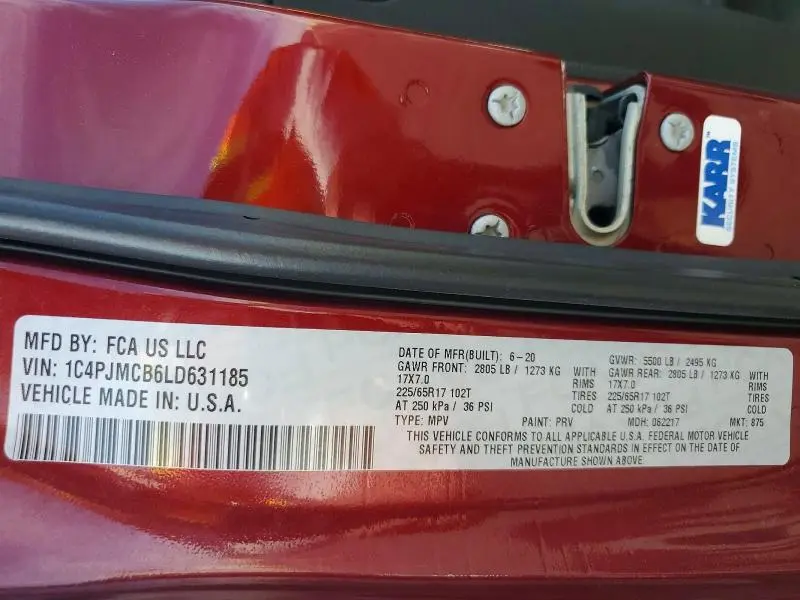 KARR™
SECURITY SYSTEMS
MFD BY: FCA US LLC
VIN: 1C4PJMCB6LD631185
VEHICLE MADE IN: U.S.A.
DATE OF MFR(BUILT): 6-20 GVWR: 5500 LB / 2495 KG
GAWR FRONT: 2805 LB / 1273 KG WITH GAWR REAR: 2805 LB / 1273 KG WITH
17X7.0 RIMS 17X7.0 RIMS
225/65R17 102T TIRES 225/65R17 102T TIRES
AT 250 kPa / 36 PSI COLD AT 250 kPa / 36 PSI COLD
TYPE: MPV PAINT: PRV MDH: 062217 MKT: 875
THIS VEHICLE CONFORMS TO ALL APPLICABLE U.S.A. FEDERAL MOTOR VEHICLE
SAFETY AND THEFT PREVENTION STANDARDS IN EFFECT ON THE DATE OF
MANUFACTURE SHOWN ABOVE.